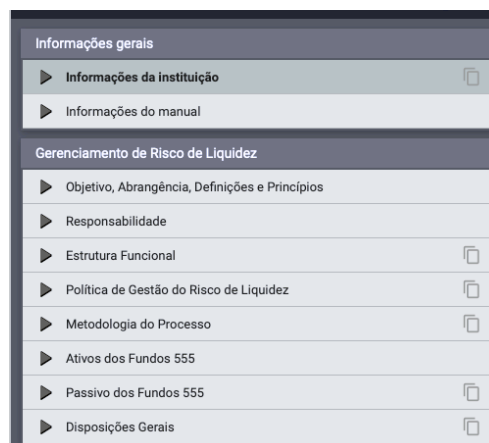 Informações gerais
Informações da instituição
Informações do manual
Gerenciamento de Risco de Liquidez
Objetivo, Abrangência, Definições e Princípios
Responsabilidade
Estrutura Funcional
Política de Gestão do Risco de Liquidez
Metodologia do Processo
Ativos dos Fundos 555
Passivo dos Fundos 555
Disposições Gerais